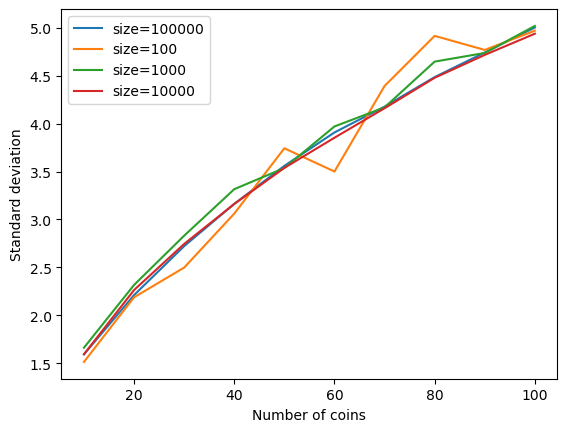 size=100000
size=100
size=1000
size=10000
5.0
4.5
4.0
3.5
3.0
2.5
2.0
1.5
Standard deviation
20
40
60
80
100
Number of coins